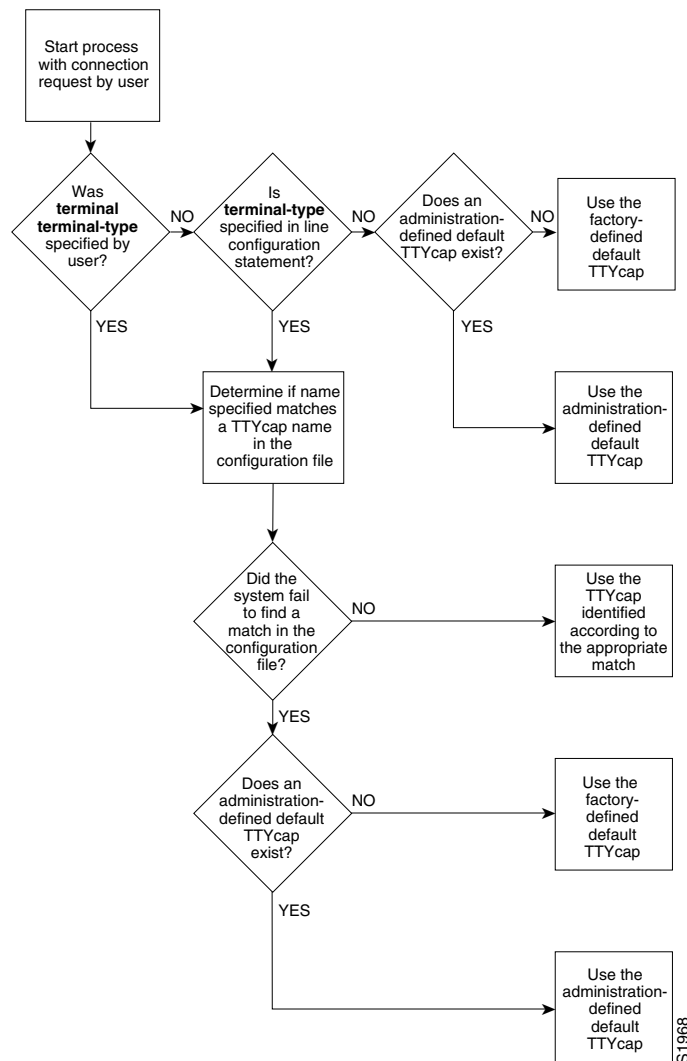 Start process
with connection
request by user
Was
terminal
terminal-type
specified by
user?
NO
YES
Is
terminal-type
specified in line
configuration
statement?
NO
YES
Does an
administration-
defined default
TTYcap exist?
NO
YES
Use the
factory-
defined
default
TTYcap
Use the
administration-
defined
default
TTYcap
Determine if name
specified matches
a TTYcap name
in the
configuration file
Did the
system fail
to find a
match in the
configuration
file?
NO
YES
Use the
TTYcap
identified
according to
the appropriate
match
Does an
administration-
defined default
TTYcap
exist?
NO
YES
Use the
factory-
defined
default
TTYcap
Use the
administration-
defined
default
TTYcap
S1968